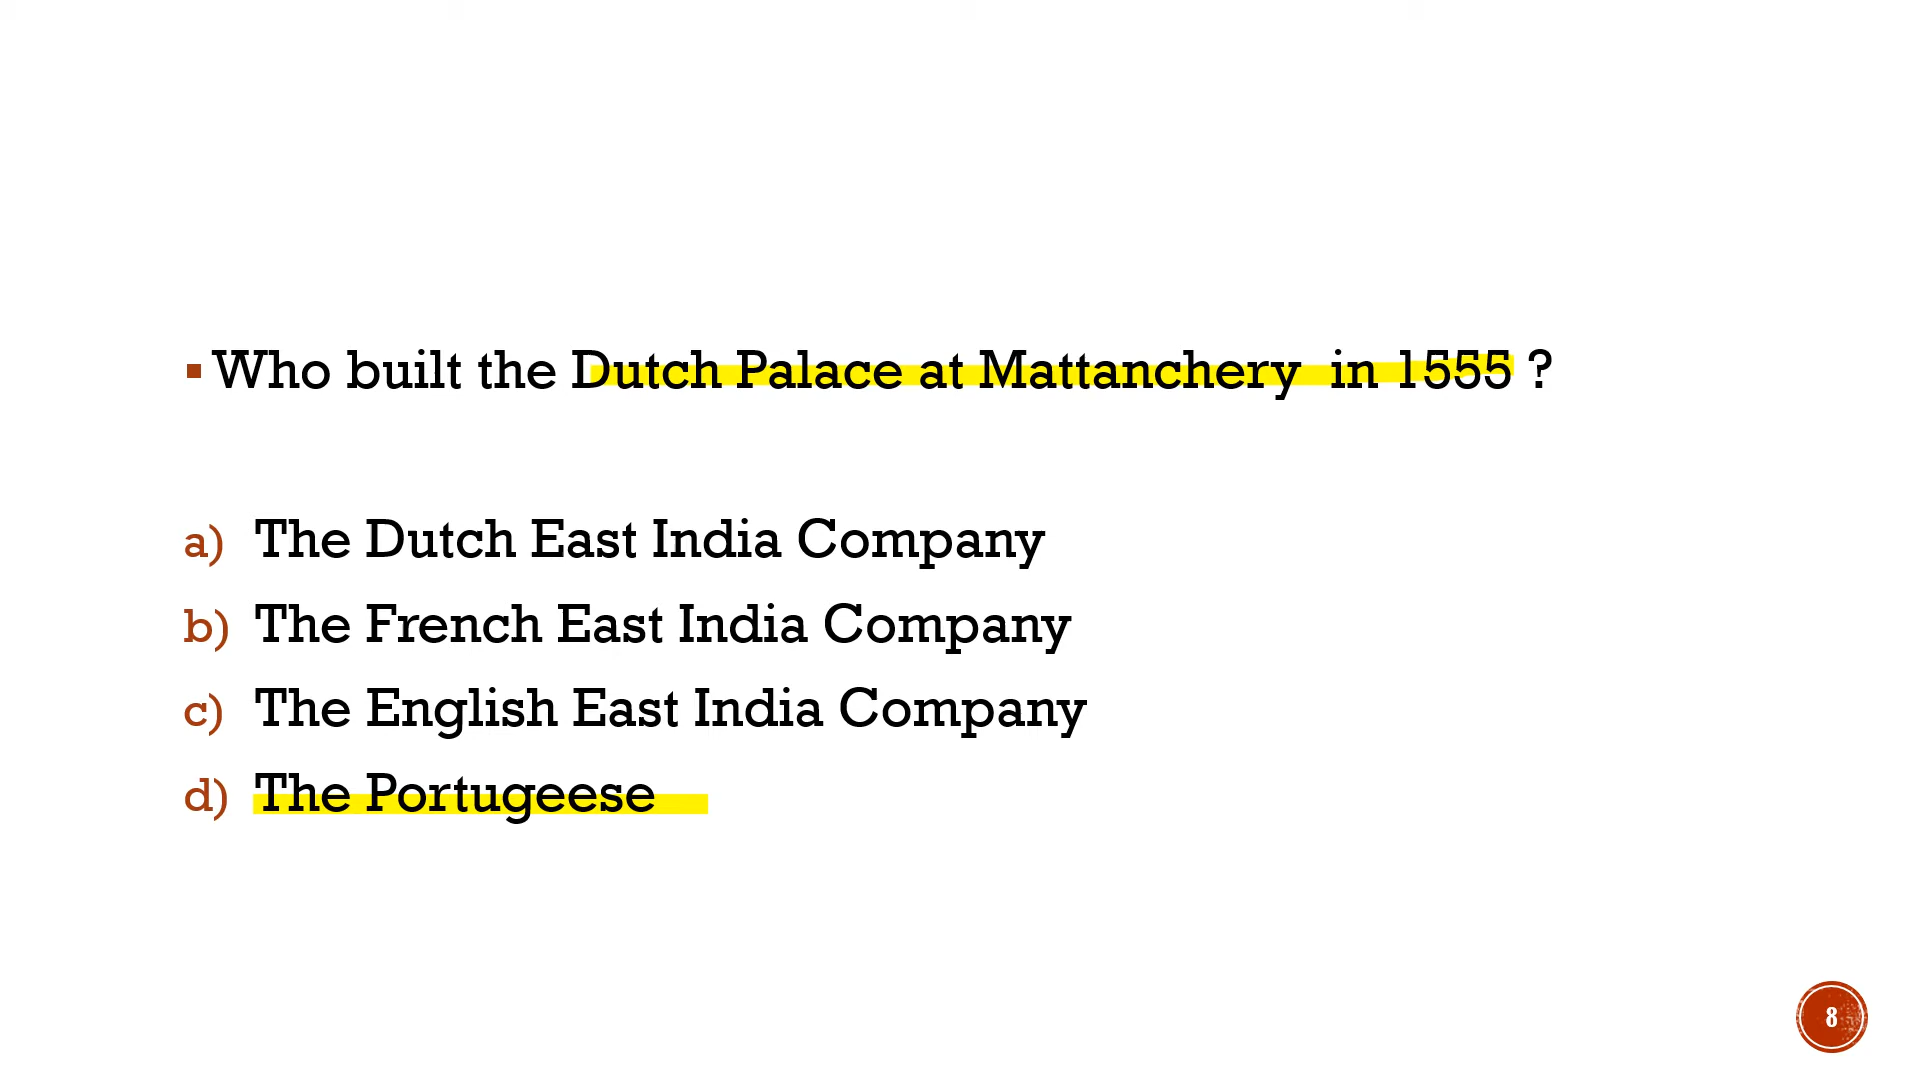 ▪ Who built the Dutch Palace at Mattanchery  in 1555 ?
a) The Dutch East India Company
b) The French East India Company
c) The English East India Company
d) The Portugeese
8